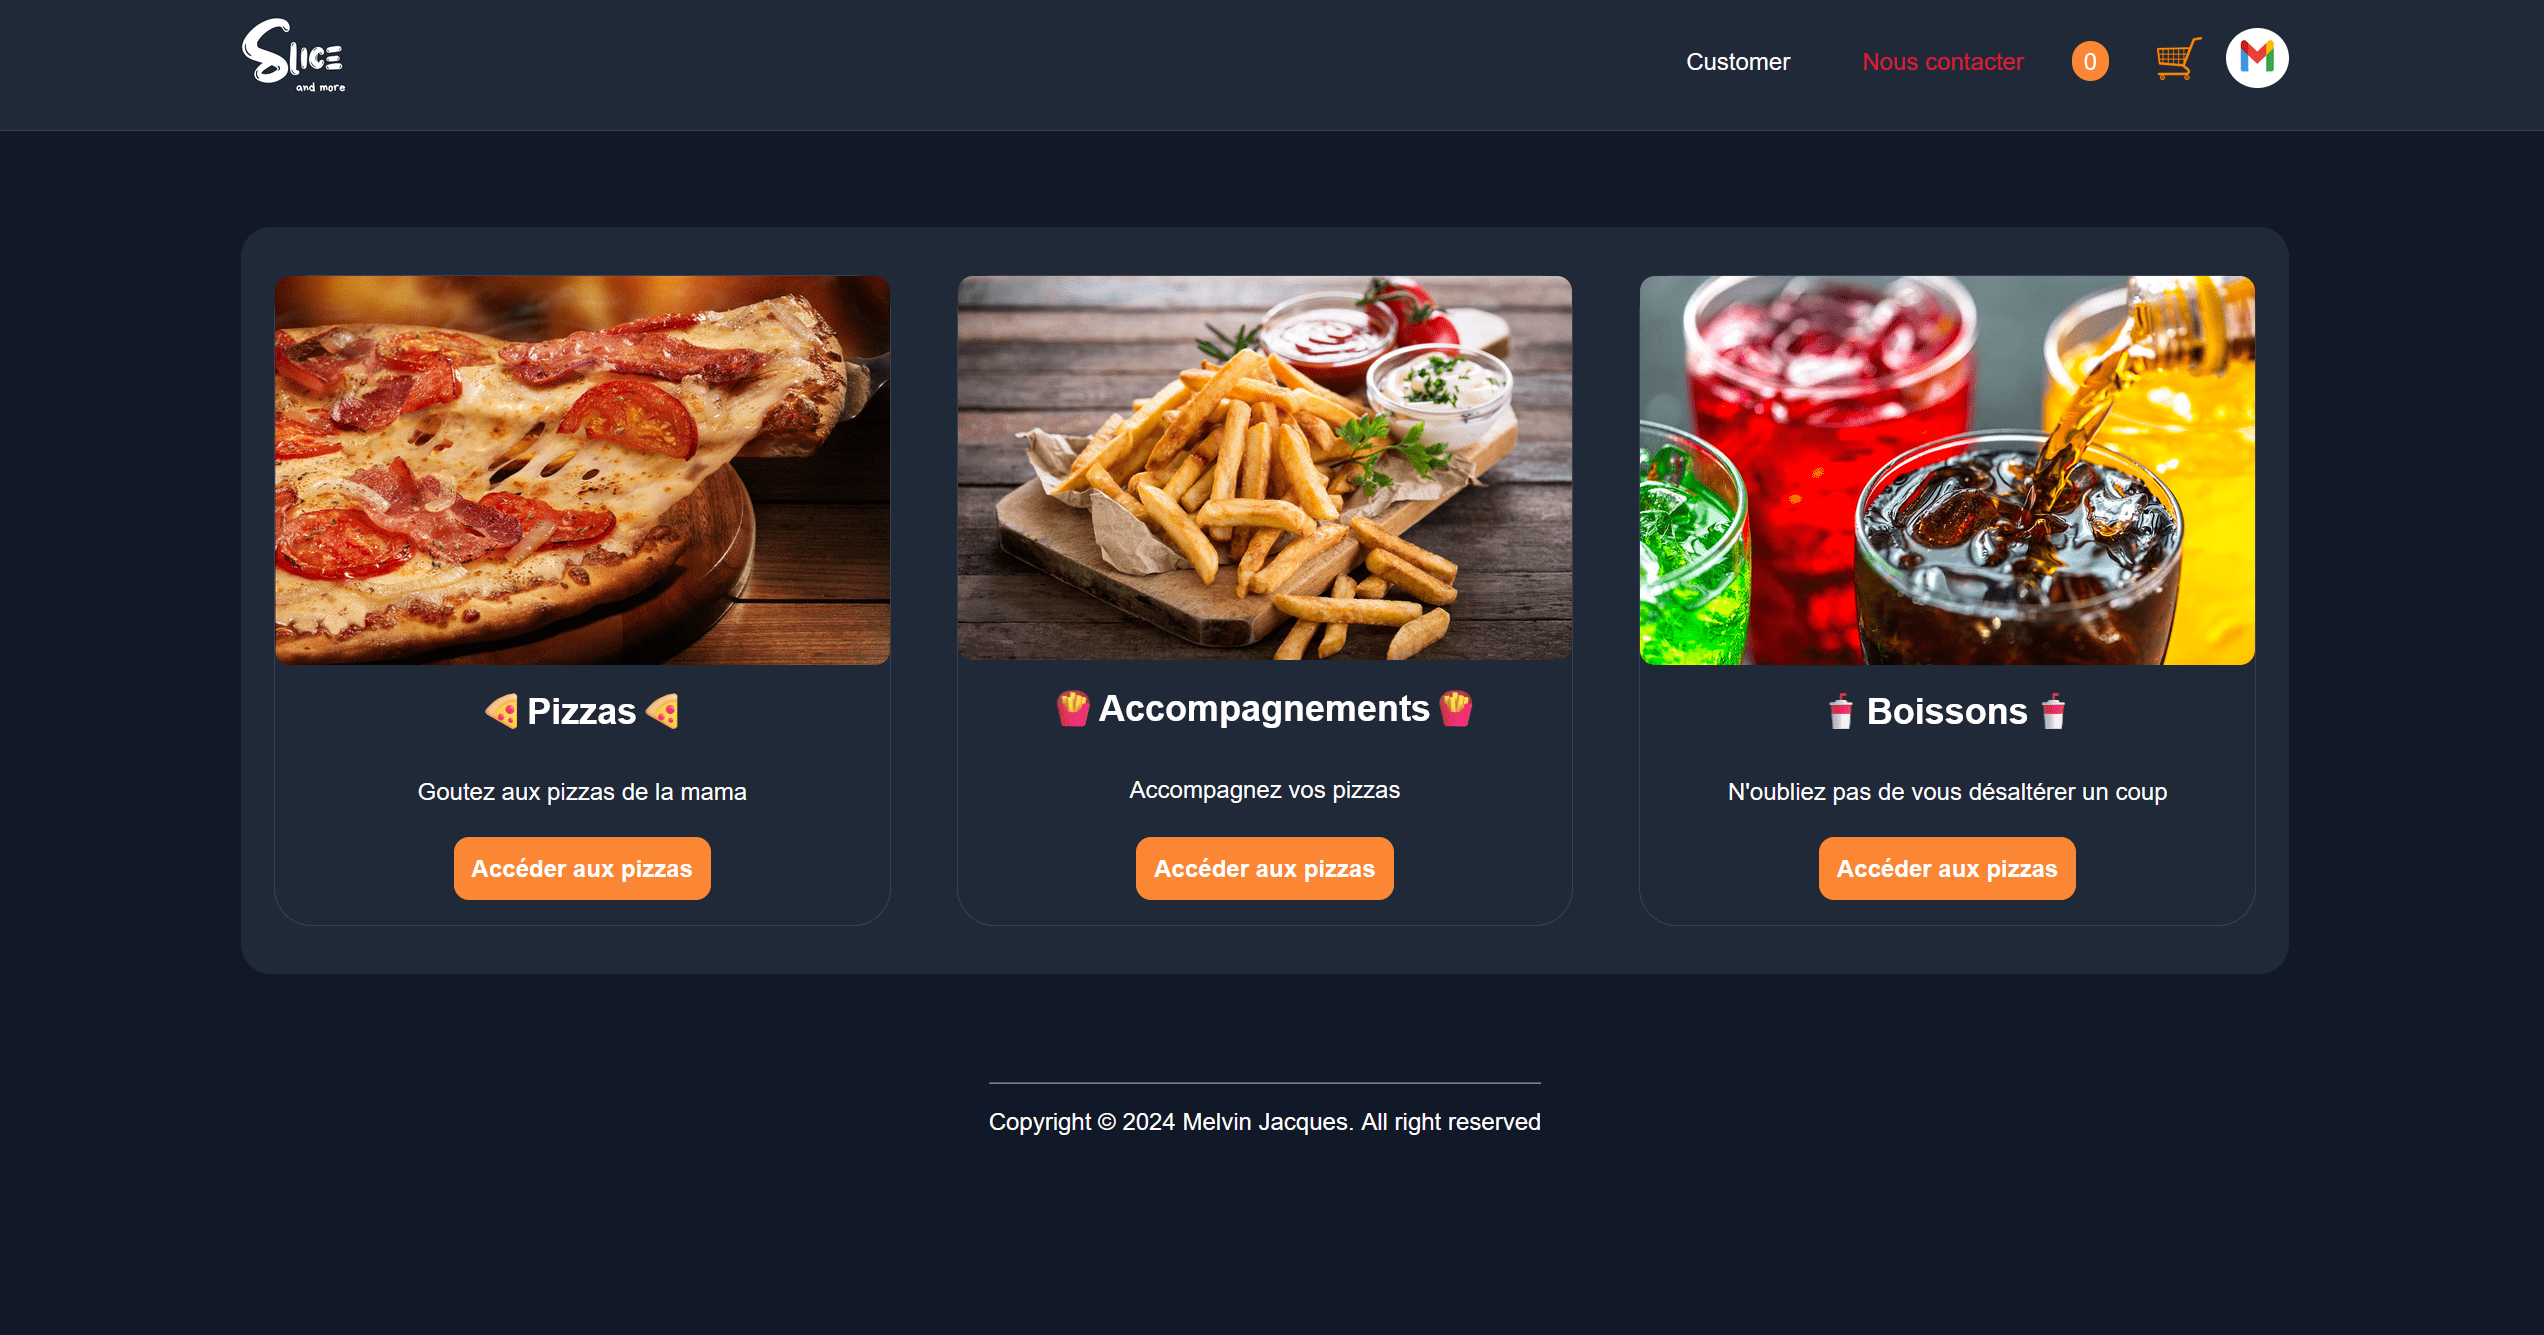 Slice
and more
Customer
Nous contacter
0
Pizzas
Goutez aux pizzas de la mama
Accéder aux pizzas
Accompagnements
Accompagnez vos pizzas
Accéder aux pizzas
Boissons
N'oubliez pas de vous désaltérer un coup
Accéder aux pizzas
Copyright © 2024 Melvin Jacques. All right reserved